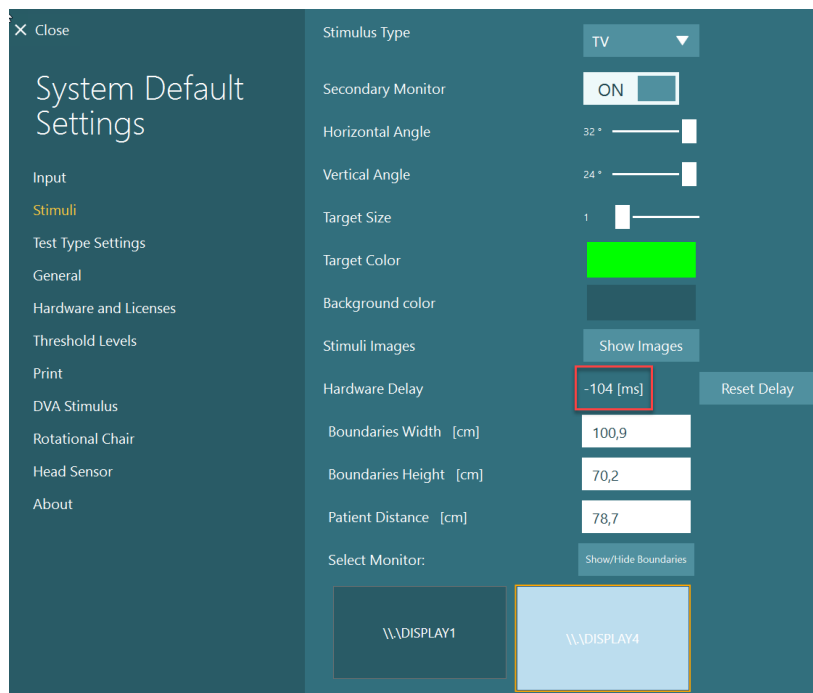 Close
System Default
Settings
Input
Stimuli
Test Type Settings
General
Hardware and Licenses
Threshold Levels
Print
DVA Stimulus
Rotational Chair
Head Sensor
About
Stimulus Type
TV
Secondary Monitor
ON
Horizontal Angle
32 °
Vertical Angle
24 °
Target Size
1
Target Color
Background color
Stimuli Images
Show Images
Hardware Delay
-104 [ms]
Reset Delay
Boundaries Width [cm]
100,9
Boundaries Height [cm]
70,2
Patient Distance [cm]
78,7
Select Monitor:
Show/Hide Boundaries
\\.\DISPLAY1
\\.\DISPLAY4